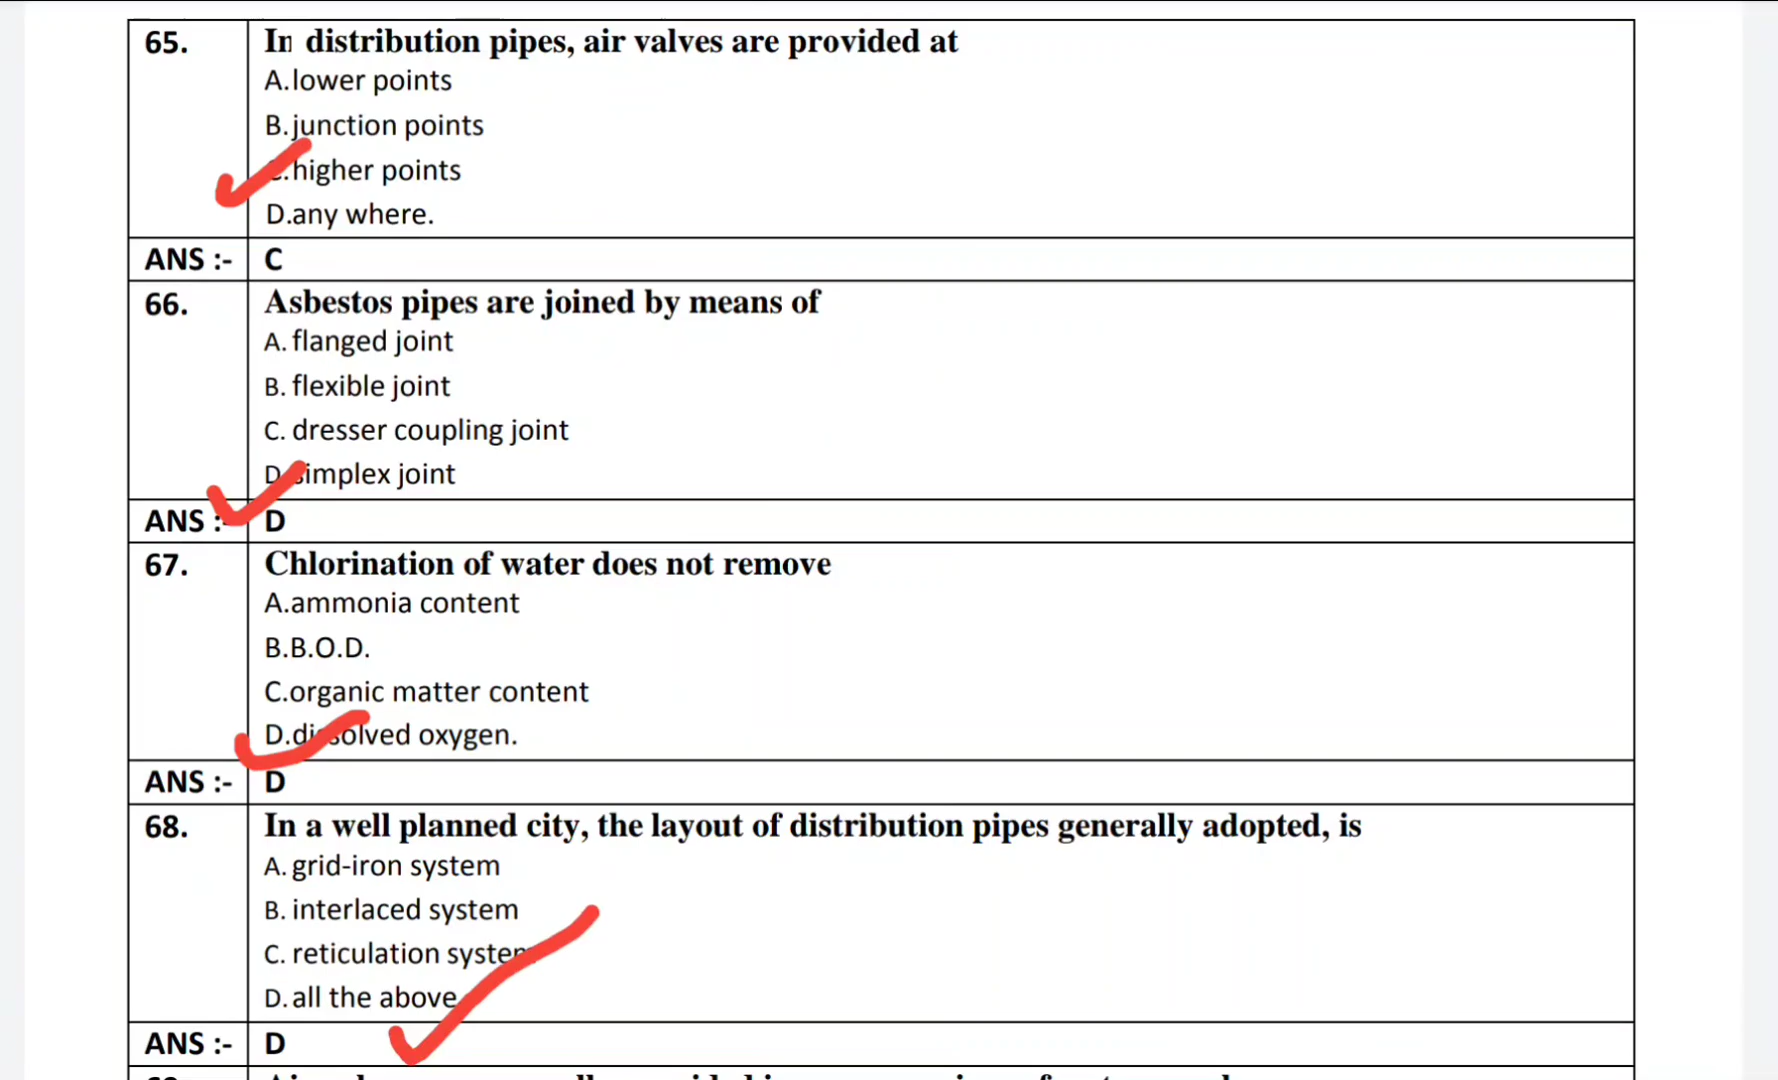 65. In distribution pipes, air valves are provided at
A.lower points
B.junction points
C.higher points
D.any where.
ANS :- C
66. Asbestos pipes are joined by means of
A. flanged joint
B. flexible joint
C. dresser coupling joint
D. simplex joint
ANS :- D
67. Chlorination of water does not remove
A.ammonia content
B.B.O.D.
C.organic matter content
D.dissolved oxygen.
ANS :- D
68. In a well planned city, the layout of distribution pipes generally adopted, is
A. grid-iron system
B. interlaced system
C. reticulation system
D. all the above
ANS :- D